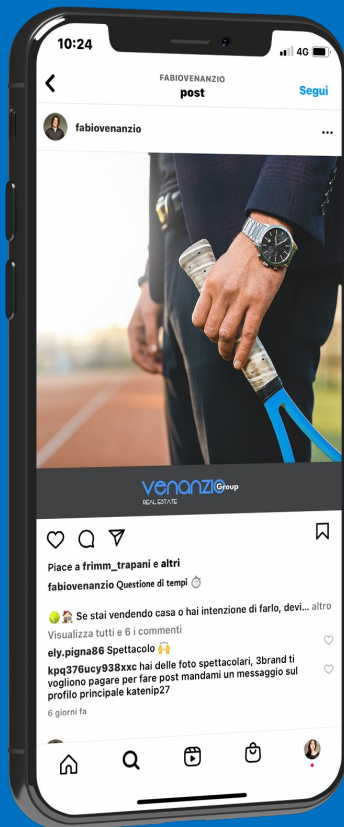 10:24
4G
FABIOVENANZIO
post
Segui
fabiovenanzio
venanzio Group
REAL ESTATE
Piace a frimm_trapani e altri
fabiovenanzio Questione di tempi ⏱
🎾🏠 Se stai vendendo casa o hai intenzione di farlo, devi... altro
Visualizza tutti e 6 i commenti
ely.pigna86 Spettacolo 🙌
kpq376ucy938xxc hai delle foto spettacolari, 3brand ti
vogliono pagare per fare post mandami un messaggio sul
profilo principale katenip27
6 giorni fa